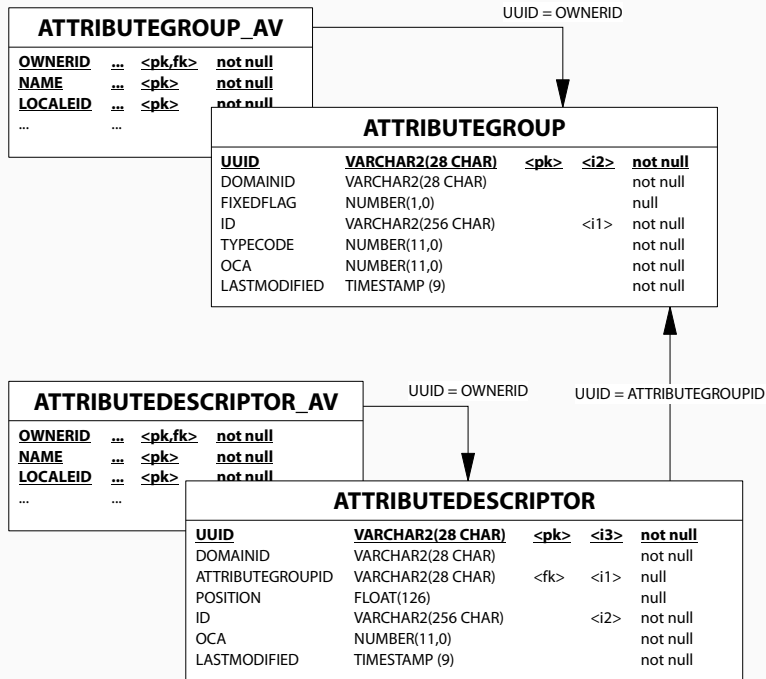 UUID = OWNERID
ATTRIBUTEGROUP_AV
OWNERID ... <pk,fk> not null
NAME ... <pk> not null
LOCALEID ... <pk> not null
... ...
ATTRIBUTEGROUP
UUID VARCHAR2(28 CHAR) <pk> <i2> not null
DOMAINID VARCHAR2(28 CHAR) not null
FIXEDFLAG NUMBER(1,0) null
ID VARCHAR2(256 CHAR) <i1> not null
TYPECODE NUMBER(11,0) not null
OCA NUMBER(11,0) not null
LASTMODIFIED TIMESTAMP (9) not null
UUID = OWNERID
UUID = ATTRIBUTEGROUPID
ATTRIBUTEDESCRIPTOR_AV
OWNERID ... <pk,fk> not null
NAME ... <pk> not null
LOCALEID ... <pk> not null
... ...
ATTRIBUTEDESCRIPTOR
UUID VARCHAR2(28 CHAR) <pk> <i3> not null
DOMAINID VARCHAR2(28 CHAR) not null
ATTRIBUTEGROUPID VARCHAR2(28 CHAR) <fk> <i1> null
POSITION FLOAT(126) null
ID VARCHAR2(256 CHAR) <i2> not null
OCA NUMBER(11,0) not null
LASTMODIFIED TIMESTAMP (9) not null